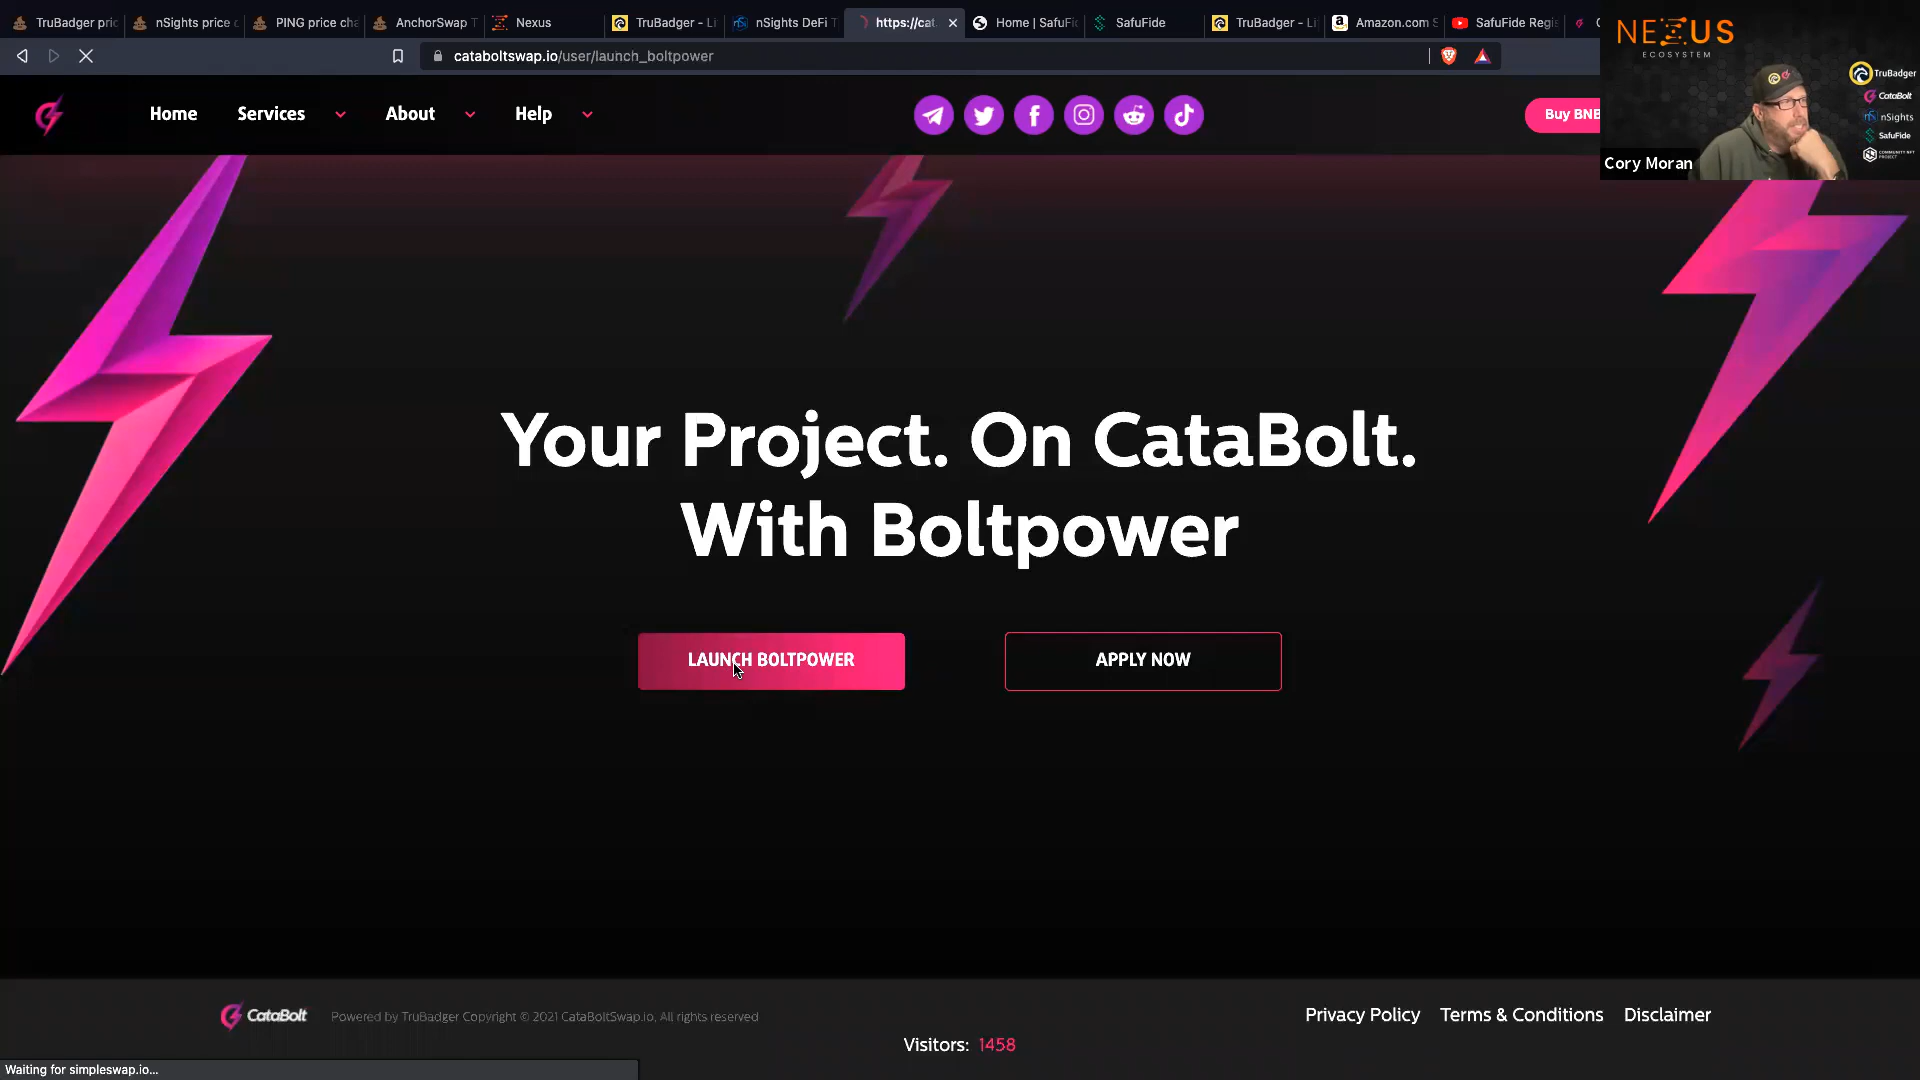 TruBadger pric
nSights price c
PING price cha
AnchorSwap T
Nexus
TruBadger - Li
nSights DeFi T
https://cat
Home | SafuFi
SafuFide
TruBadger - Li
Amazon.com S
SafuFide Regi
cataboltswap.io/user/launch_boltpower
NEXUS
ECOSYSTEM
TruBadger
CataBolt
nSights
SafuFide
COMMUNITY NFT
PROJECT
Cory Moran
Home
Services
About
Help
Buy BNB
Your Project. On CataBolt.
With Boltpower
LAUNCH BOLTPOWER
APPLY NOW
CataBolt
Powered by TruBadger Copyright © 2021 CataBoltSwap.io, All rights reserved
Privacy Policy
Terms & Conditions
Disclaimer
Visitors: 1458
Waiting for simpleswap.io...